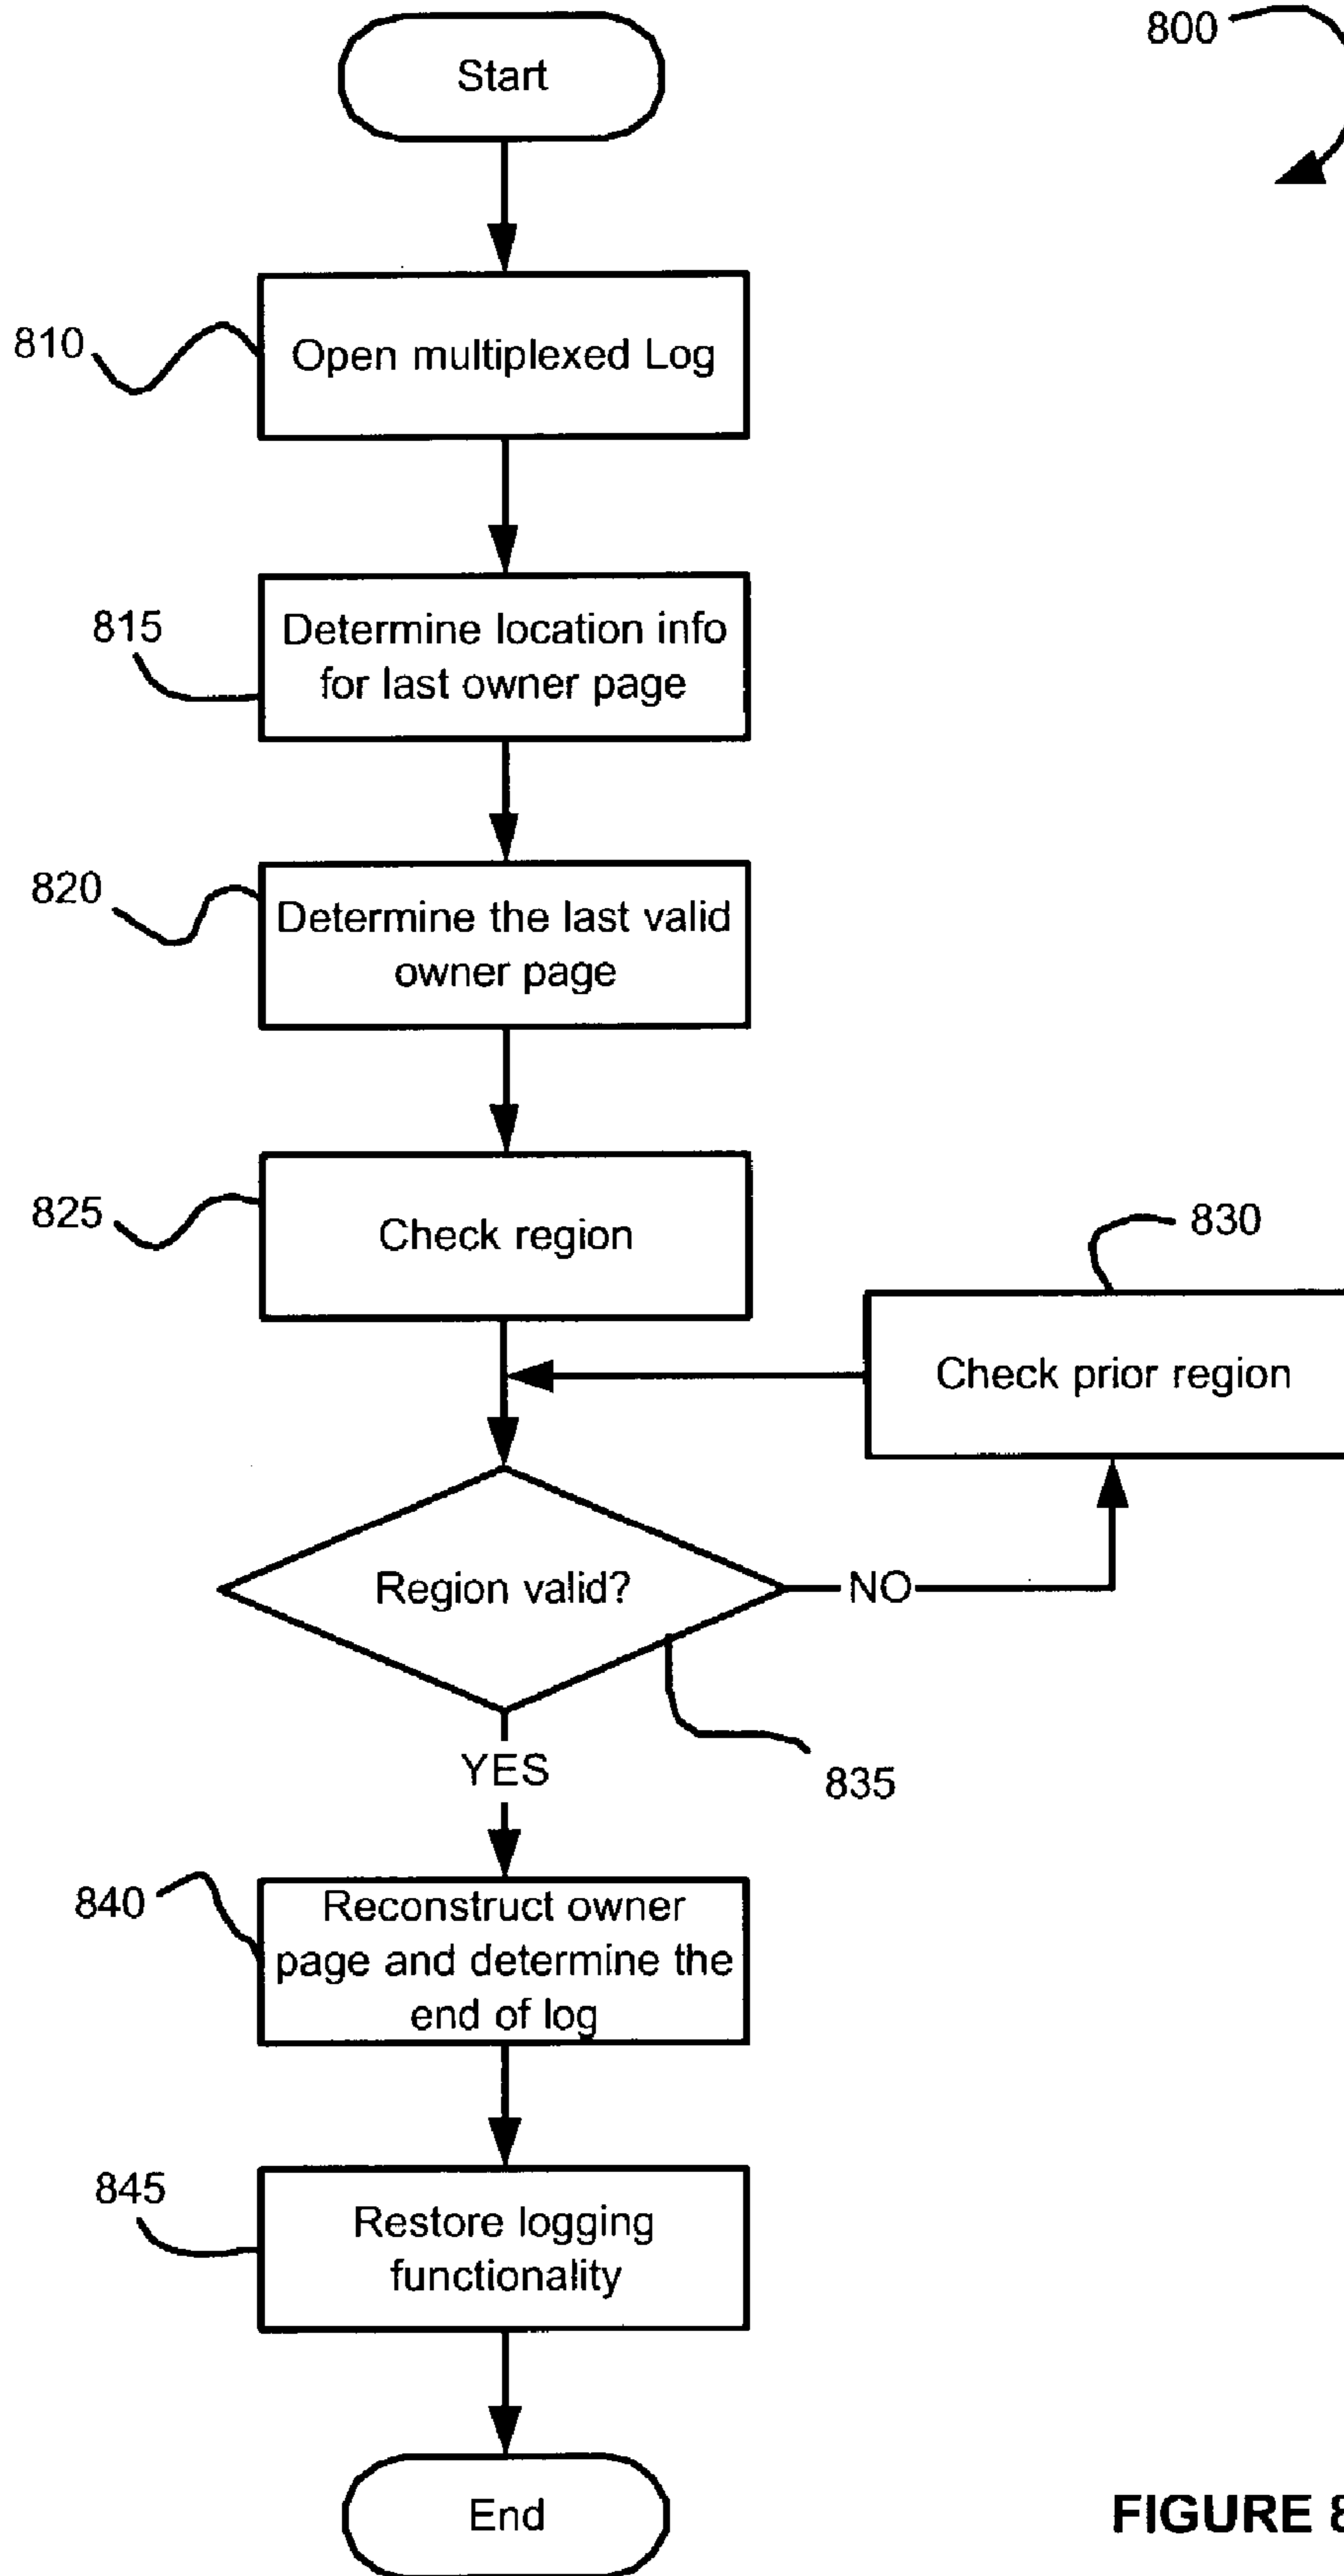 Start
800
810
Open multiplexed Log
815
Determine location info
for last owner page
820
Determine the last valid
owner page
825
Check region
830
Check prior region
Region valid?
NO
835
YES
840
Reconstruct owner
page and determine the
end of log
845
Restore logging
functionality
End
FIGURE 8